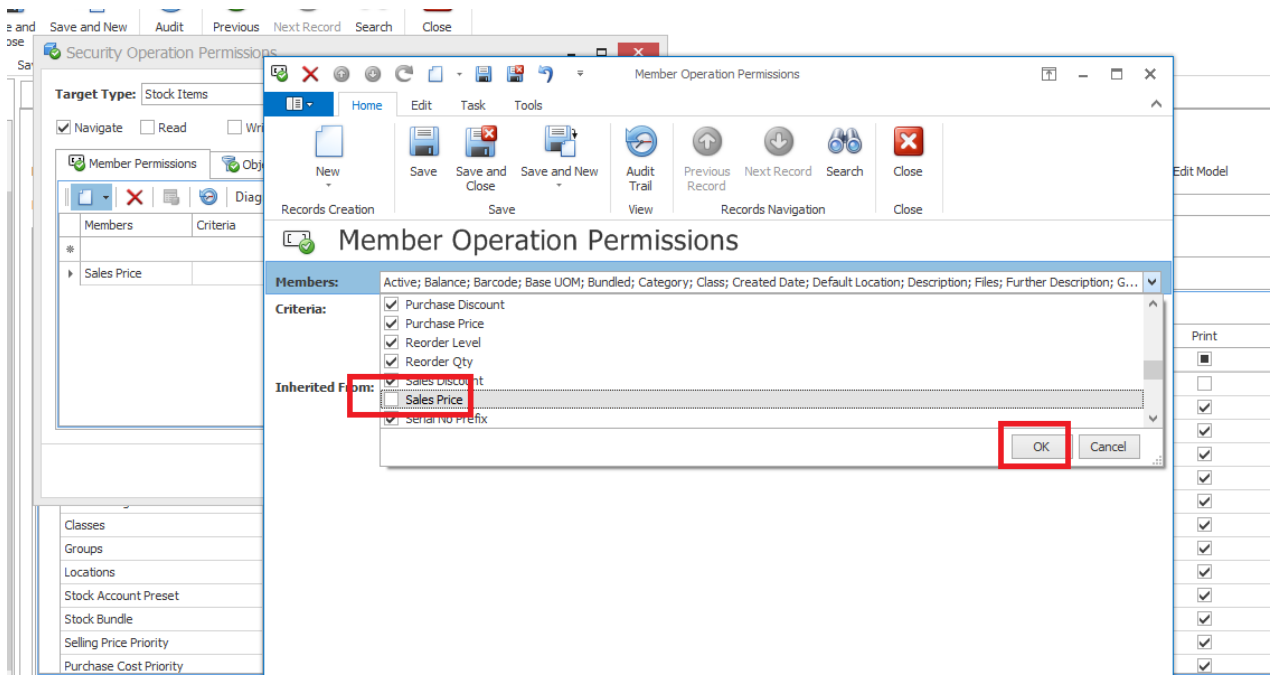 e and Save and New Audit Previous Next Record Search Close
ose
Sa
Security Operation Permissions
Target Type: Stock Items
Navigate Read Wri
Member Permissions Obje
Diag
Members Criteria
Sales Price
Classes
Groups
Locations
Stock Account Preset
Stock Bundle
Selling Price Priority
Purchase Cost Priority
Member Operation Permissions
Home Edit Task Tools
New Save Save and Close Save and New Audit Trail Previous Record Next Record Search Close
Records Creation Save View Records Navigation Close
Member Operation Permissions
Members: Active; Balance; Barcode; Base UOM; Bundled; Category; Class; Created Date; Default Location; Description; Files; Further Description; G...
Criteria:
Purchase Discount
Purchase Price
Reorder Level
Reorder Qty
Inherited From:
Sales Discount
Sales Price
Serial No Prefix
OK Cancel
Edit Model
Print